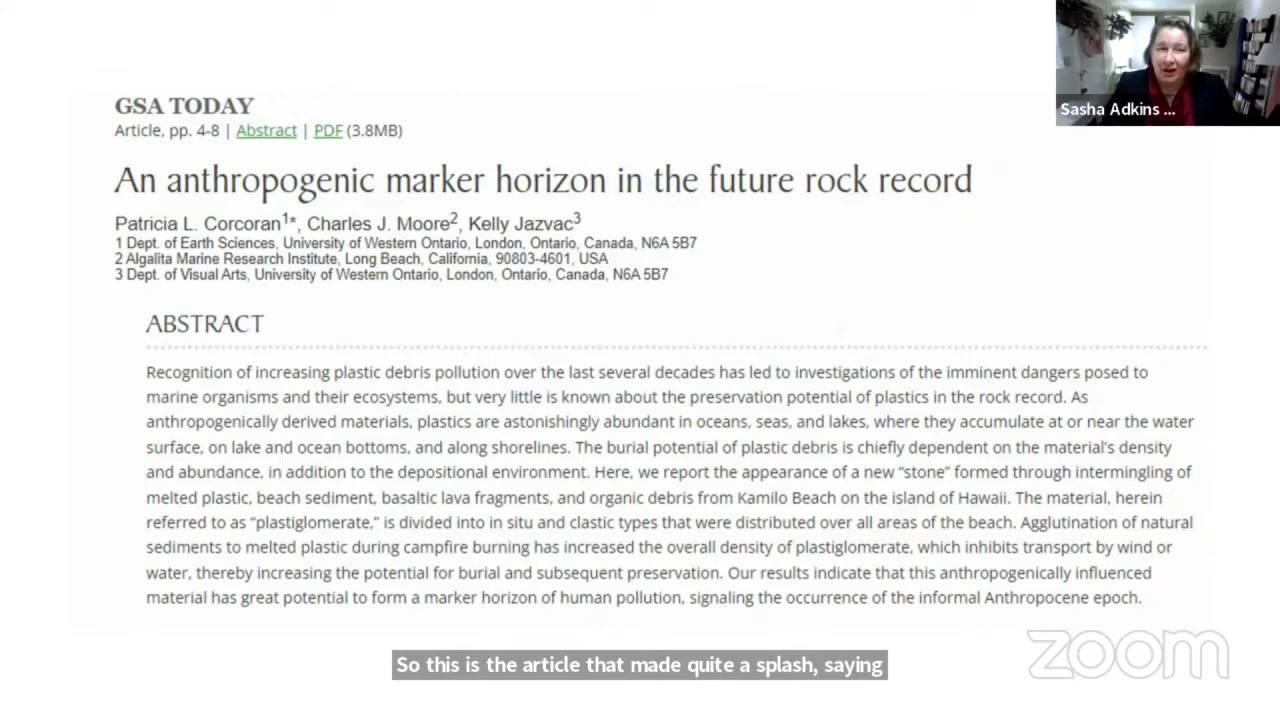 Sasha Adkins ...
GSA TODAY
Article, pp. 4-8 | Abstract | PDF (3.8MB)
An anthropogenic marker horizon in the future rock record
Patricia L. Corcoran1*, Charles J. Moore2, Kelly Jazvac3
1 Dept. of Earth Sciences, University of Western Ontario, London, Ontario, Canada, N6A 5B7
2 Algalita Marine Research Institute, Long Beach, California, 90803-4601, USA
3 Dept. of Visual Arts, University of Western Ontario, London, Ontario, Canada, N6A 5B7
ABSTRACT
Recognition of increasing plastic debris pollution over the last several decades has led to investigations of the imminent dangers posed to
marine organisms and their ecosystems, but very little is known about the preservation potential of plastics in the rock record. As
anthropogenically derived materials, plastics are astonishingly abundant in oceans, seas, and lakes, where they accumulate at or near the water
surface, on lake and ocean bottoms, and along shorelines. The burial potential of plastic debris is chiefly dependent on the material's density
and abundance, in addition to the depositional environment. Here, we report the appearance of a new “stone” formed through intermingling of
melted plastic, beach sediment, basaltic lava fragments, and organic debris from Kamilo Beach on the island of Hawaii. The material, herein
referred to as “plastiglomerate,” is divided into in situ and clastic types that were distributed over all areas of the beach. Agglutination of natural
sediments to melted plastic during campfire burning has increased the overall density of plastiglomerate, which inhibits transport by wind or
water, thereby increasing the potential for burial and subsequent preservation. Our results indicate that this anthropogenically influenced
material has great potential to form a marker horizon of human pollution, signaling the occurrence of the informal Anthropocene epoch.
So this is the article that made quite a splash, saying
zoom